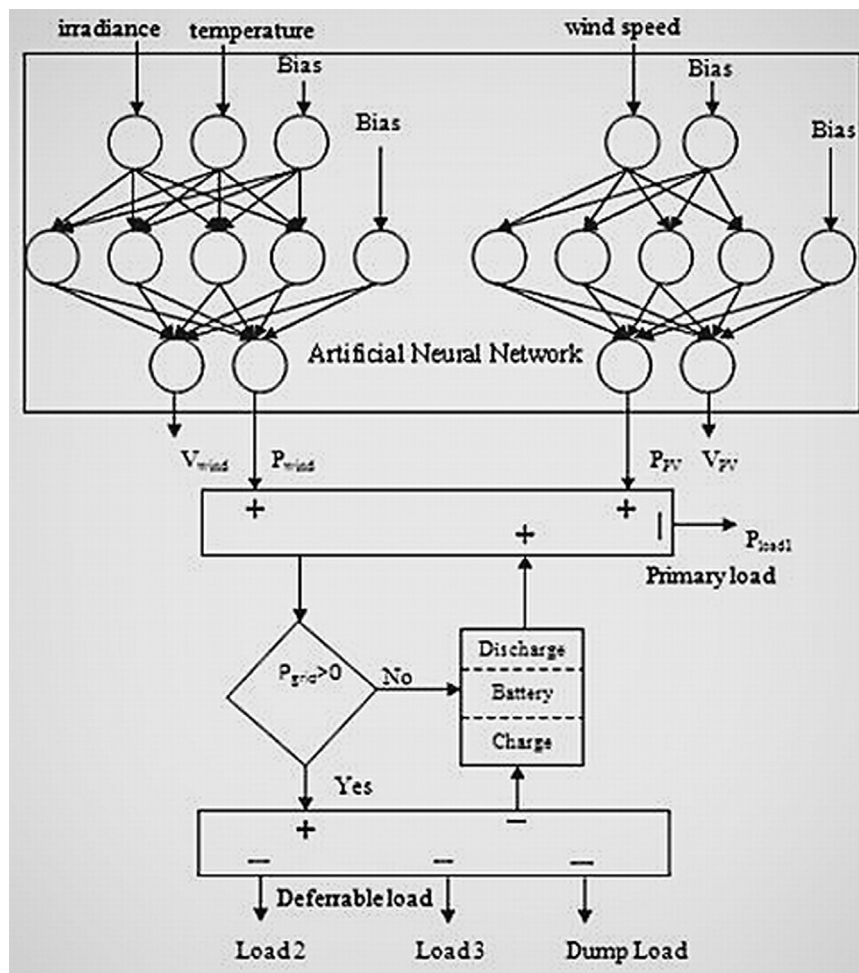 irradiance temperature wind speed
Bias Bias
Bias Bias
Artificial Neural Network
Vwind Pwind PPV VPV
+ + −
+
Pload1
Primary load
Pgrid>0 No
Discharge
Battery
Charge
Yes
+ −
− − −
Deferrable load
Load 2 Load 3 Dump Load